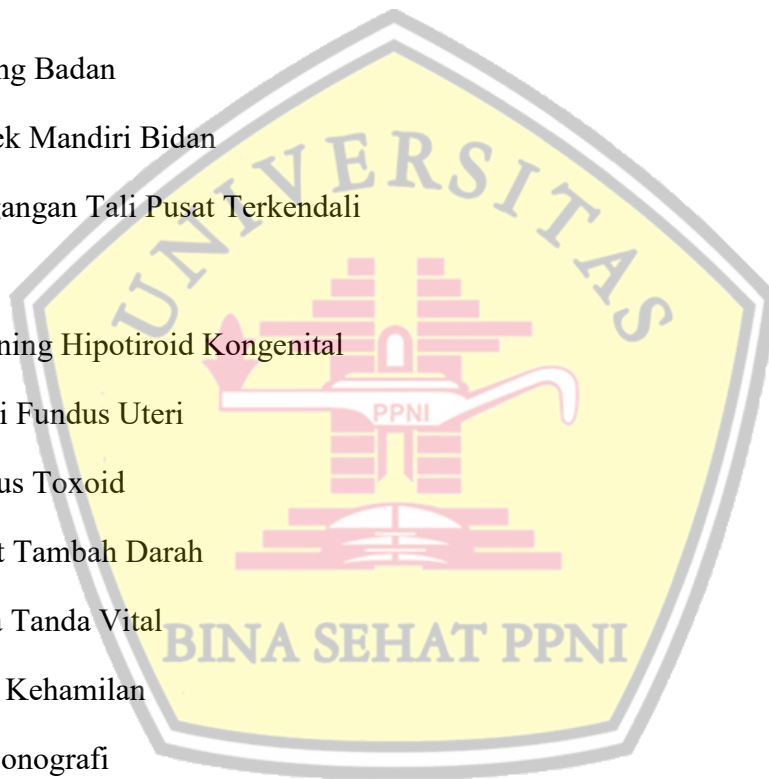 ng Badan
ek Mandiri Bidan
gangan Tali Pusat Terkendali
ning Hipotiroid Kongenital
i Fundus Uteri
us Toxoid
t Tambah Darah
a Tanda Vital
Kehamilan
onografi
UNIVERSITAS
PPNI
BINA SEHAT PPNI